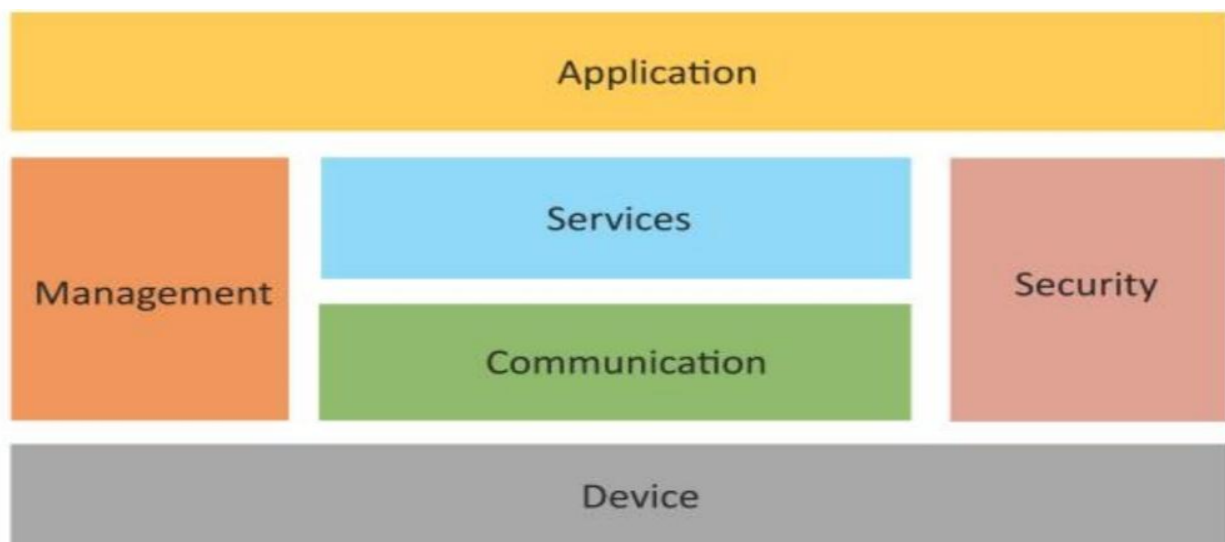 Application
Services
Management
Security
Communication
Device